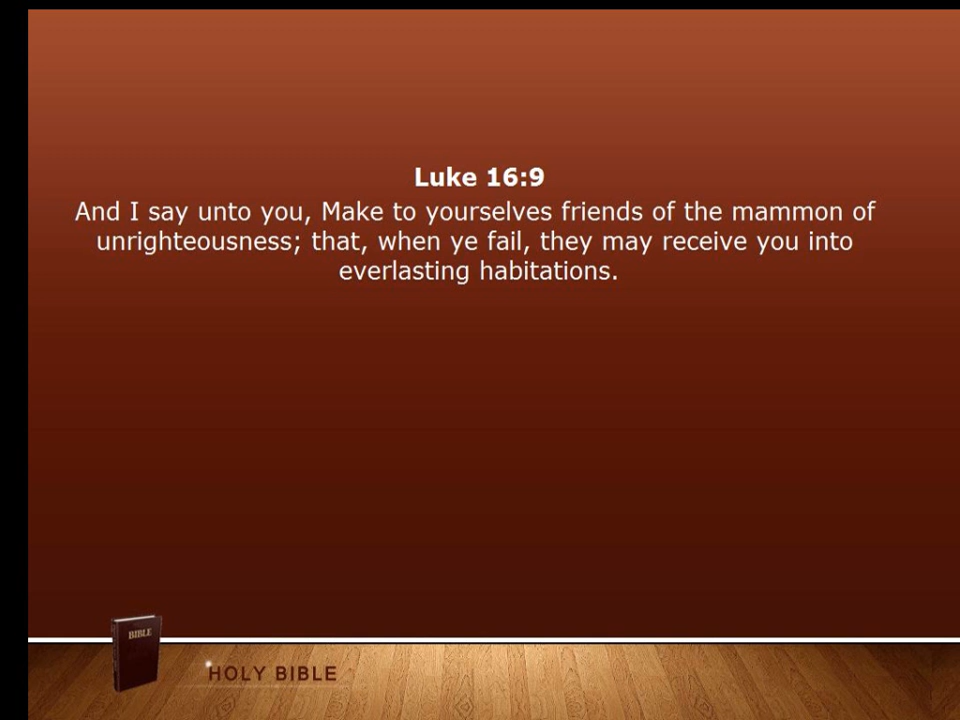 Luke 16:9
And I say unto you, Make to yourselves friends of the mammon of
unrighteousness; that, when ye fail, they may receive you into
everlasting habitations.
BIBLE
HOLY BIBLE